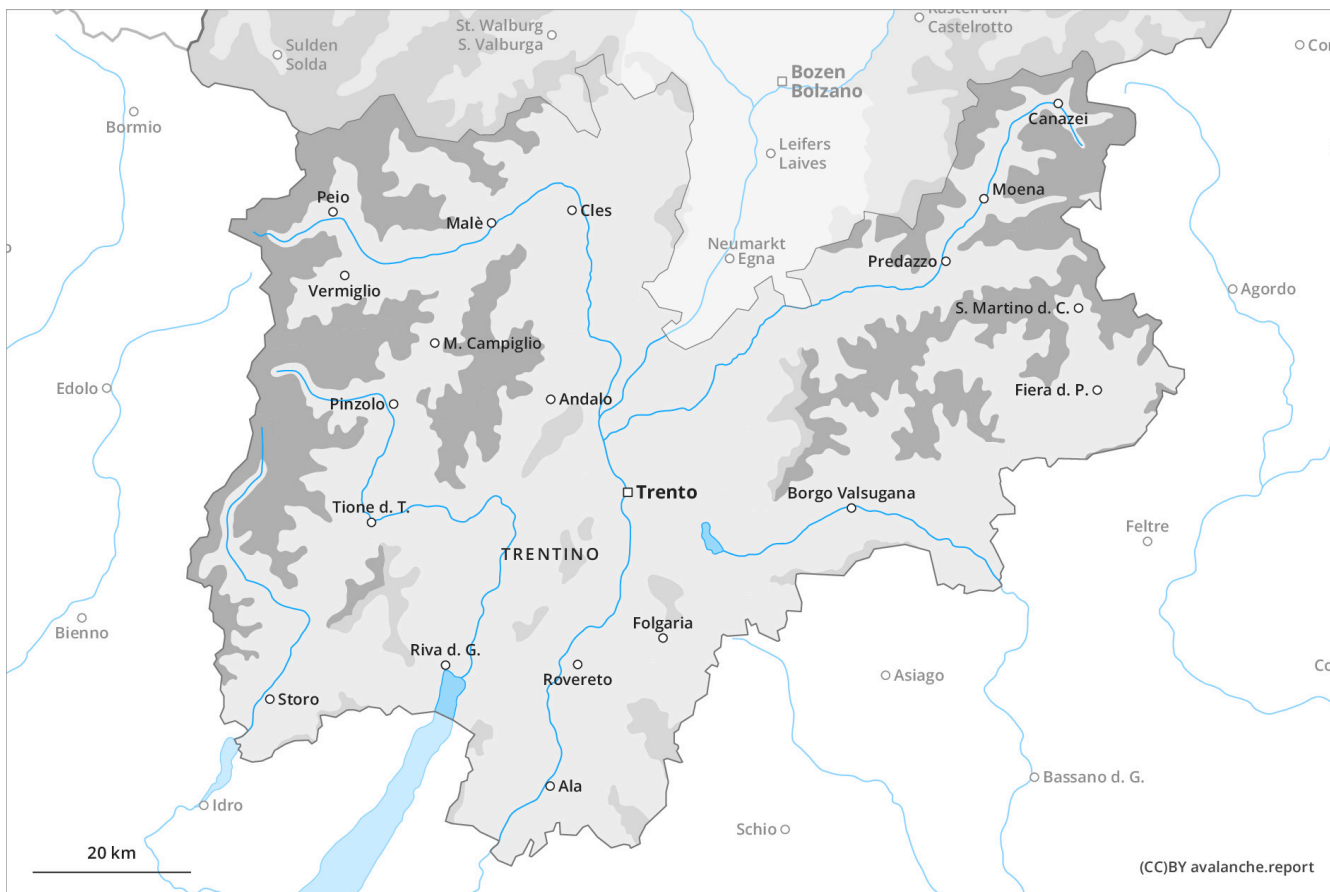 Kastelruth
Castelrotto
St. Walburg
S. Valburga
Sulden
Solda
Bozen
Bolzano
Bormio
Canazei
Leifers
Laives
Moena
Peio
Malè
Cles
Neumarkt
Egna
Predazzo
Vermiglio
Agordo
S. Martino d. C.
M. Campiglio
Edolo
Fiera d. P.
Pinzolo
Andalo
Trento
Borgo Valsugana
Tione d. T.
Feltre
TRENTINO
Bienno
Folgaria
Riva d. G.
Rovereto
Asiago
Storo
Ala
Bassano d. G.
Idro
Schio
20 km
(CC)BY avalanche.report